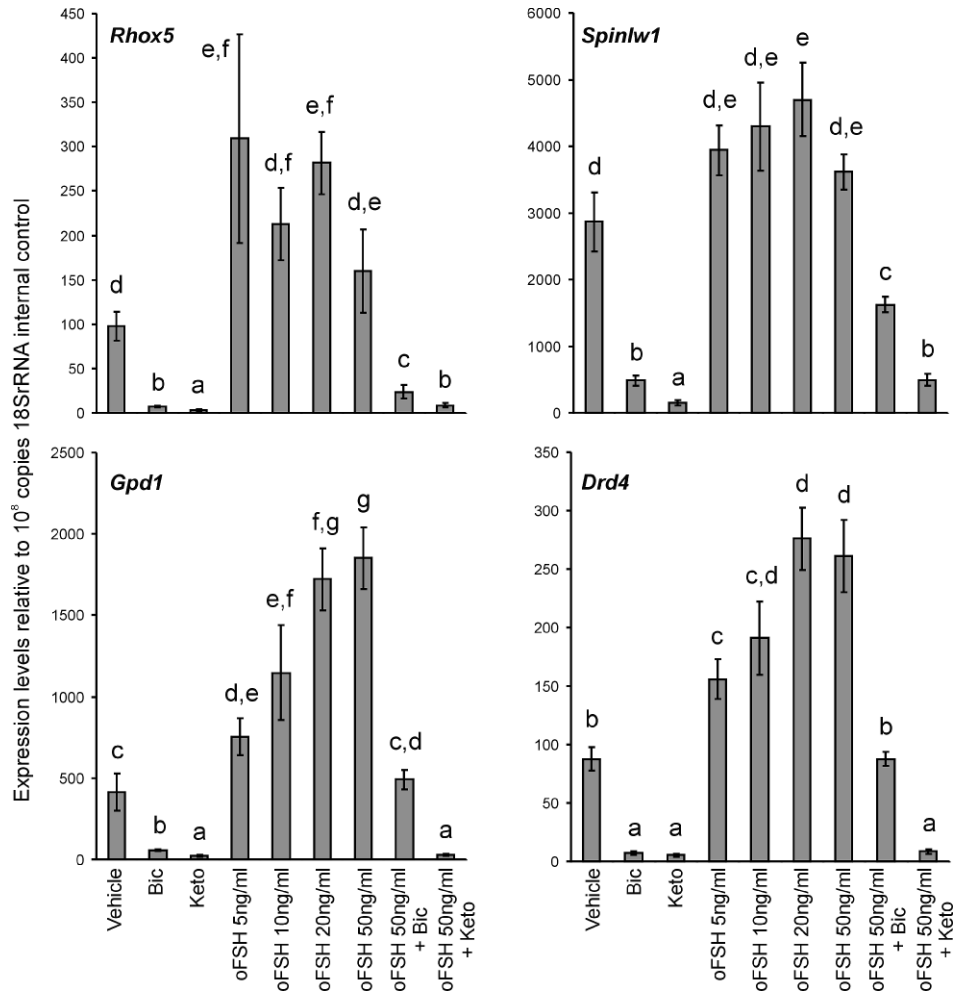 Expression levels relative to 10⁸ copies 18SrRNA internal control
Rhox5
450
400
350
300
250
200
150
100
50
0
d
b
a
e,f
d,f
e,f
d,e
c
b
Spinlw1
6000
5000
4000
3000
2000
1000
0
d
b
a
d,e
d,e
e
d,e
c
b
Gpd1
2500
2000
1500
1000
500
0
c
b
a
d,e
e,f
f,g
g
c,d
a
Vehicle
Bic
Keto
oFSH 5ng/ml
oFSH 10ng/ml
oFSH 20ng/ml
oFSH 50ng/ml
oFSH 50ng/ml
+ Bic
oFSH 50ng/ml
+ Keto
Drd4
350
300
250
200
150
100
50
0
b
a
a
c
c,d
d
d
b
a
Vehicle
Bic
Keto
oFSH 5ng/ml
oFSH 10ng/ml
oFSH 20ng/ml
oFSH 50ng/ml
oFSH 50ng/ml
+ Bic
oFSH 50ng/ml
+ Keto